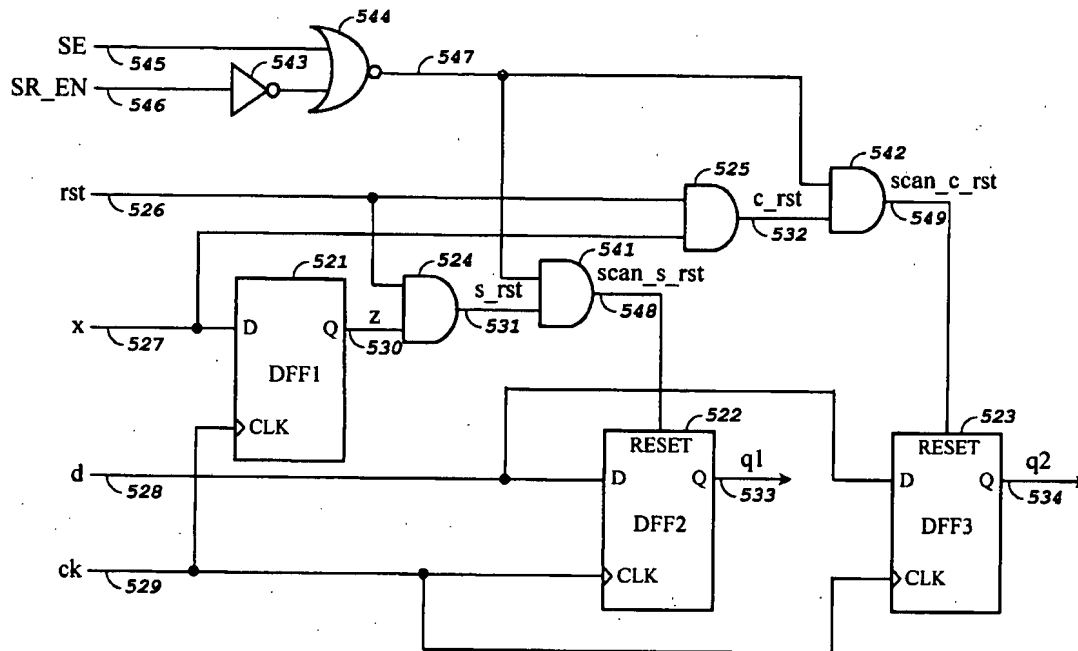 544
SE
545
543
547
SR_EN
546
542
525
scan_c_rst
rst
526
c_rst
532
549
541
521
524
scan_s_rst
s_rst
x
527
D
Q
z
530
531
548
DFF1
CLK
522
523
RESET
RESET
d
528
D
Q
q1
533
D
Q
q2
534
DFF2
DFF3
ck
529
CLK
CLK